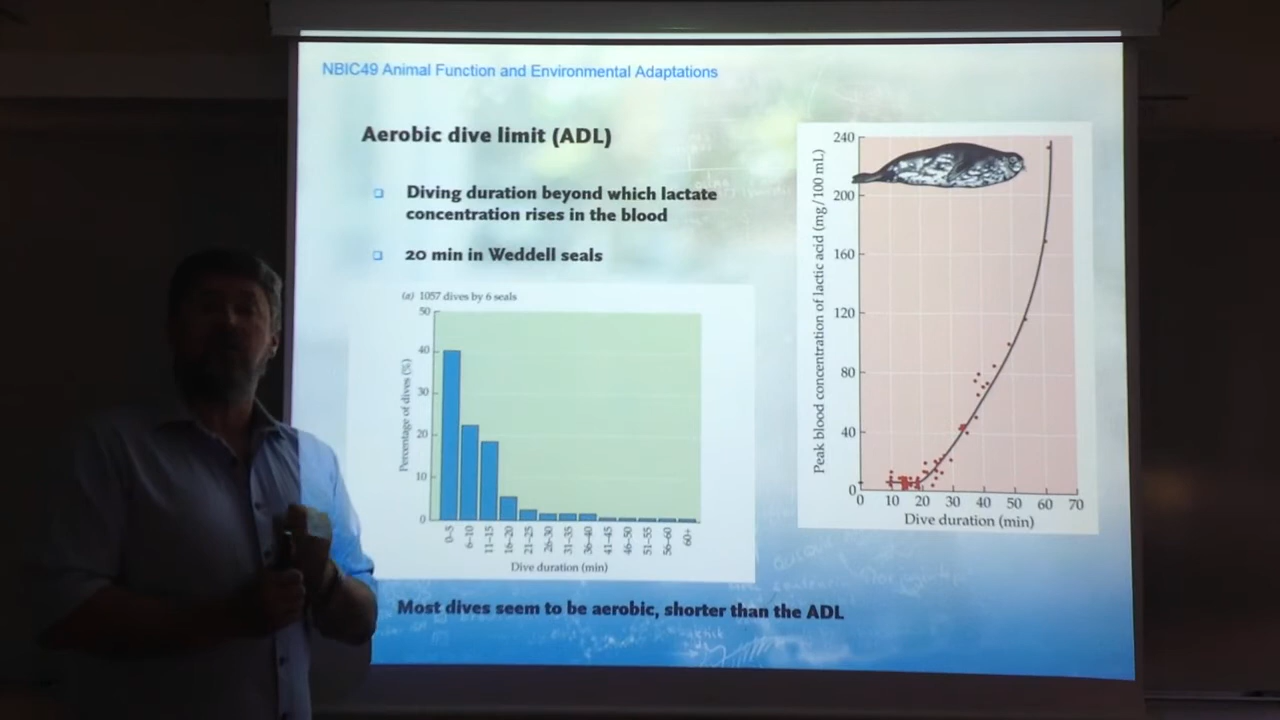 NBIC49 Animal Function and Environmental Adaptations
Aerobic dive limit (ADL)
Diving duration beyond which lactate
concentration rises in the blood
20 min in Weddell seals
(a) 1057 dives by 6 seals
Percentage of dives (%)
50
40
30
20
10
0
0–5 6–10 11–15 16–20 21–25 26–30 31–35 36–40 41–45 46–50 51–55 56–60 60+
Dive duration (min)
Most dives seem to be aerobic, shorter than the ADL
Peak blood concentration of lactic acid (mg/100 mL)
240
200
160
120
80
40
0
0 10 20 30 40 50 60 70
Dive duration (min)